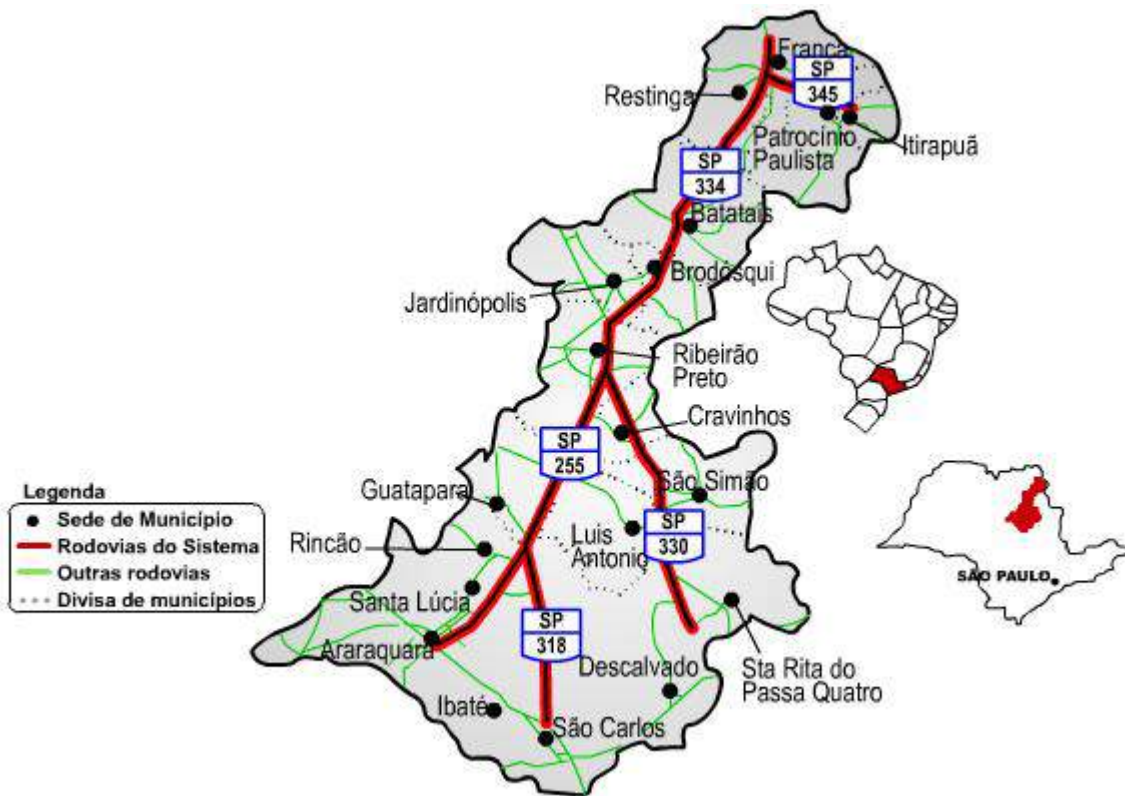 Franca
SP
345
Restinga
Patrocínio
Paulista
Itirapuã
SP
334
Batatais
Brodósqui
Jardinópolis
Ribeirão
Preto
Cravinhos
SP
255
São Simão
Guatapara
SP
330
Luis
Antonio
Rincão
Santa Lúcia
SP
318
Araraquara
Descalvado
Sta Rita do
Passa Quatro
Ibaté
São Carlos
Legenda
Sede de Município
Rodovias do Sistema
Outras rodovias
Divisa de municípios
SÃO PAULO